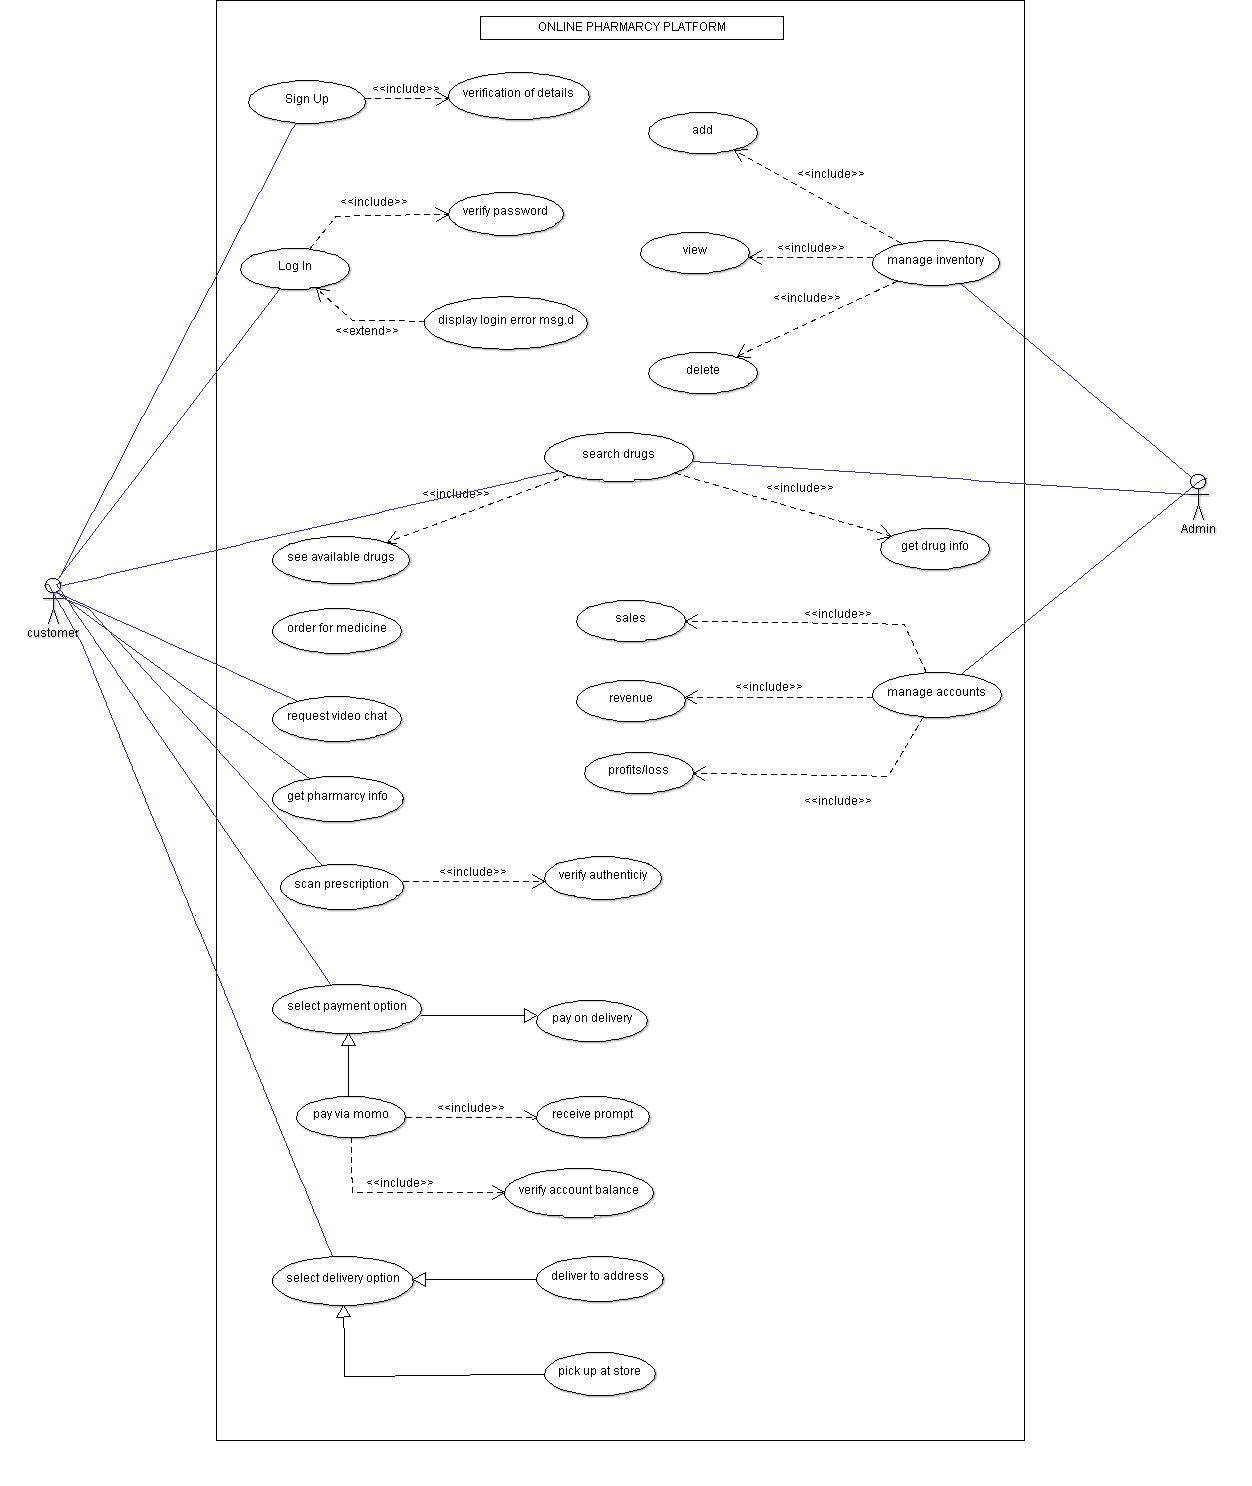 ONLINE PHARMARCY PLATFORM
Sign Up
<<include>>
verification of details
add
<<include>>
<<include>>
verify password
view
<<include>>
manage inventory
Log In
<<include>>
display login error msg.d
<<extend>>
delete
search drugs
<<include>>
<<include>>
see available drugs
get drug info
Admin
order for medicine
customer
sales
<<include>>
request video chat
revenue
<<include>>
manage accounts
profits/loss
<<include>>
get pharmarcy info
scan prescription
<<include>>
verify authenticiy
select payment option
pay on delivery
pay via momo
<<include>>
receive prompt
<<include>>
verify account balance
select delivery option
deliver to address
pick up at store